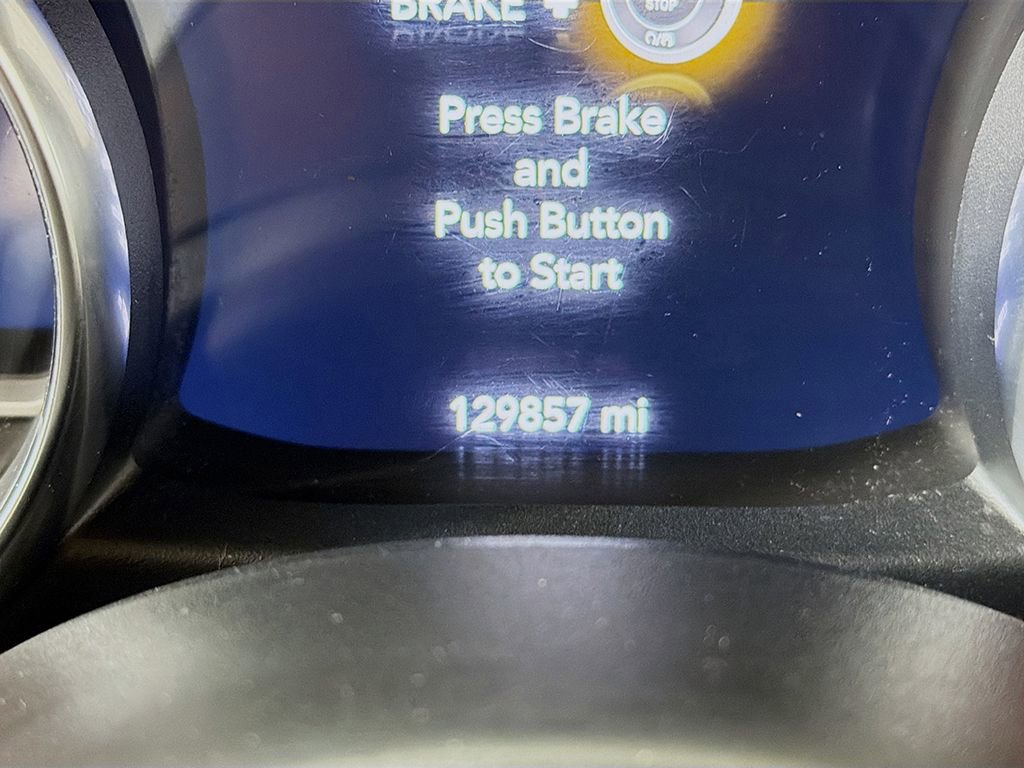 BRAKE +
STOP
Press Brake
and
Push Button
to Start
129857 mi